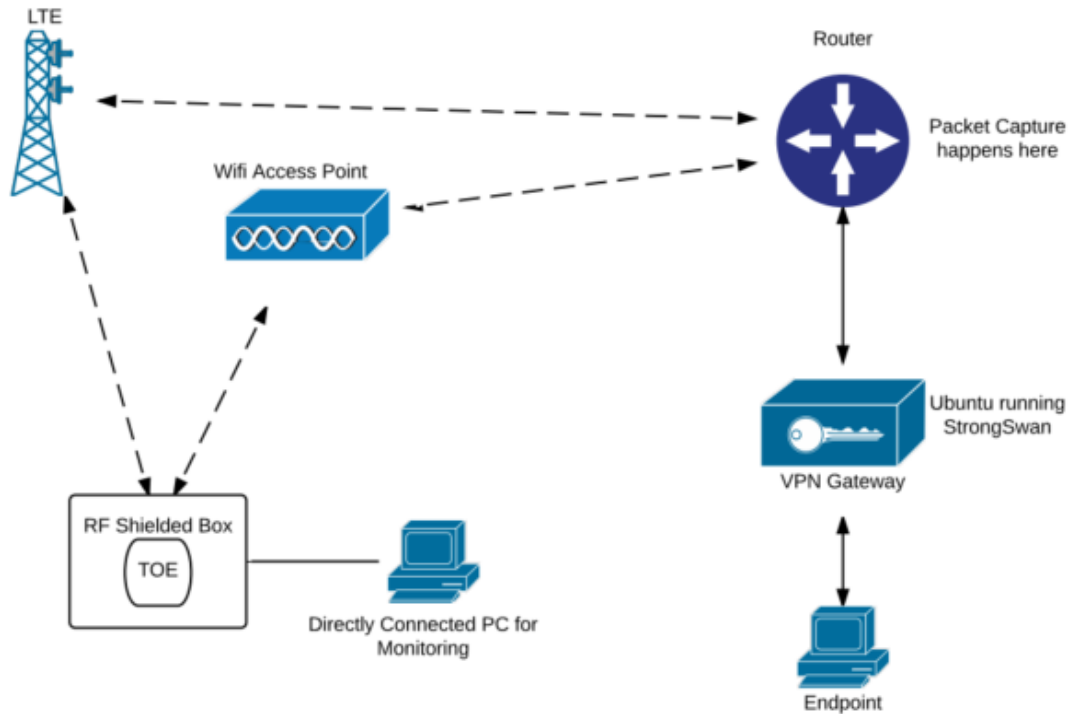 LTE
Router
Packet Capture
happens here
Wifi Access Point
Ubuntu running
StrongSwan
VPN Gateway
RF Shielded Box
TOE
Directly Connected PC for
Monitoring
Endpoint